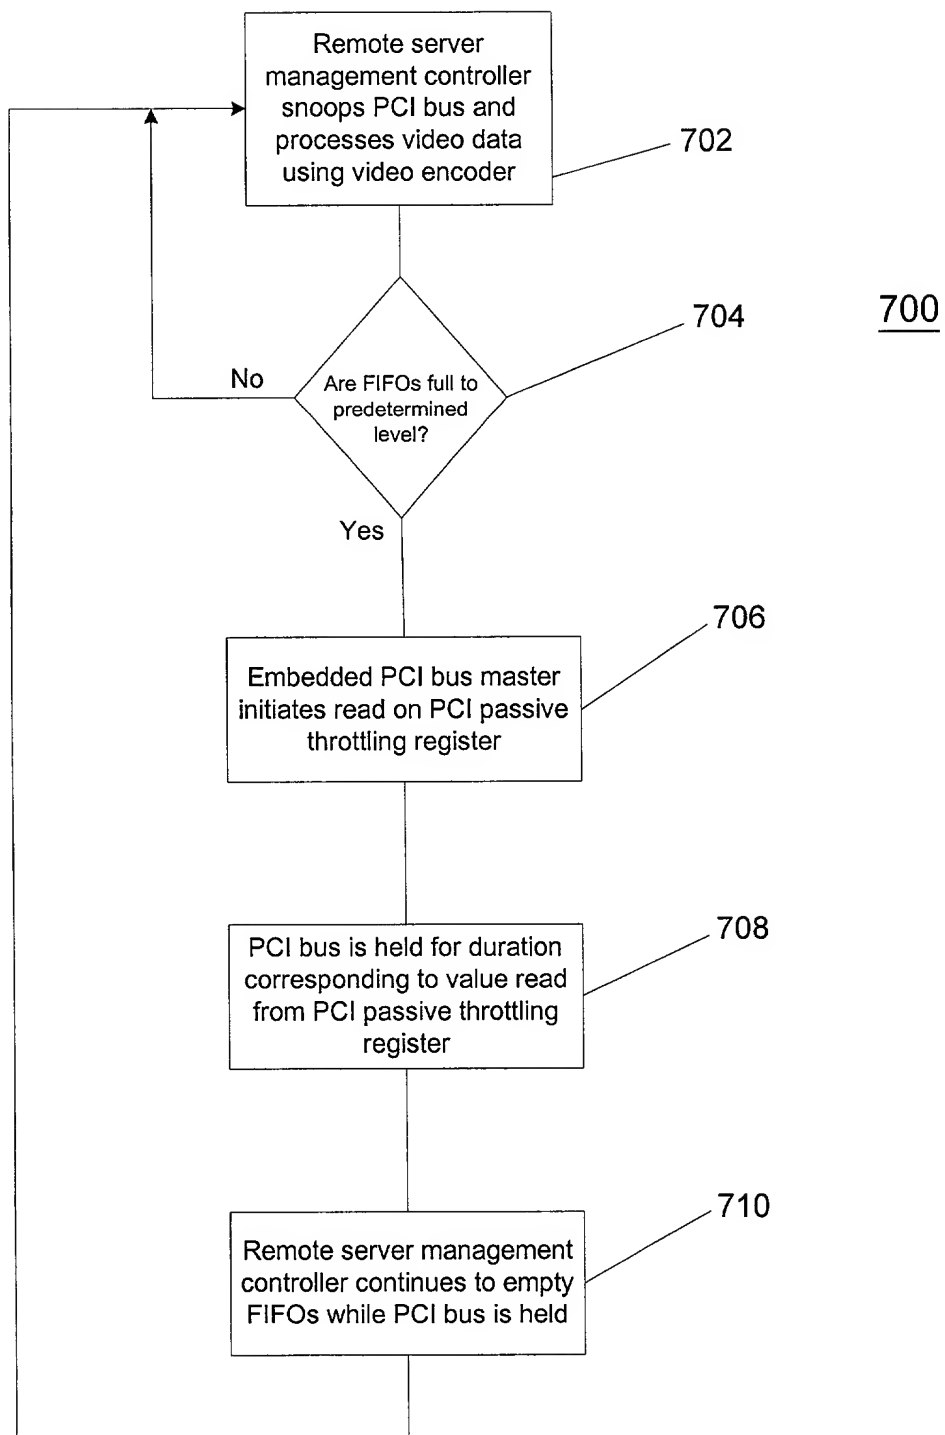 Remote server
management controller
snoops PCI bus and
processes video data
using video encoder
702
700
704
No
Are FIFOs full to
predetermined
level?
Yes
706
Embedded PCI bus master
initiates read on PCI passive
throttling register
708
PCI bus is held for duration
corresponding to value read
from PCI passive throttling
register
710
Remote server management
controller continues to empty
FIFOs while PCI bus is held